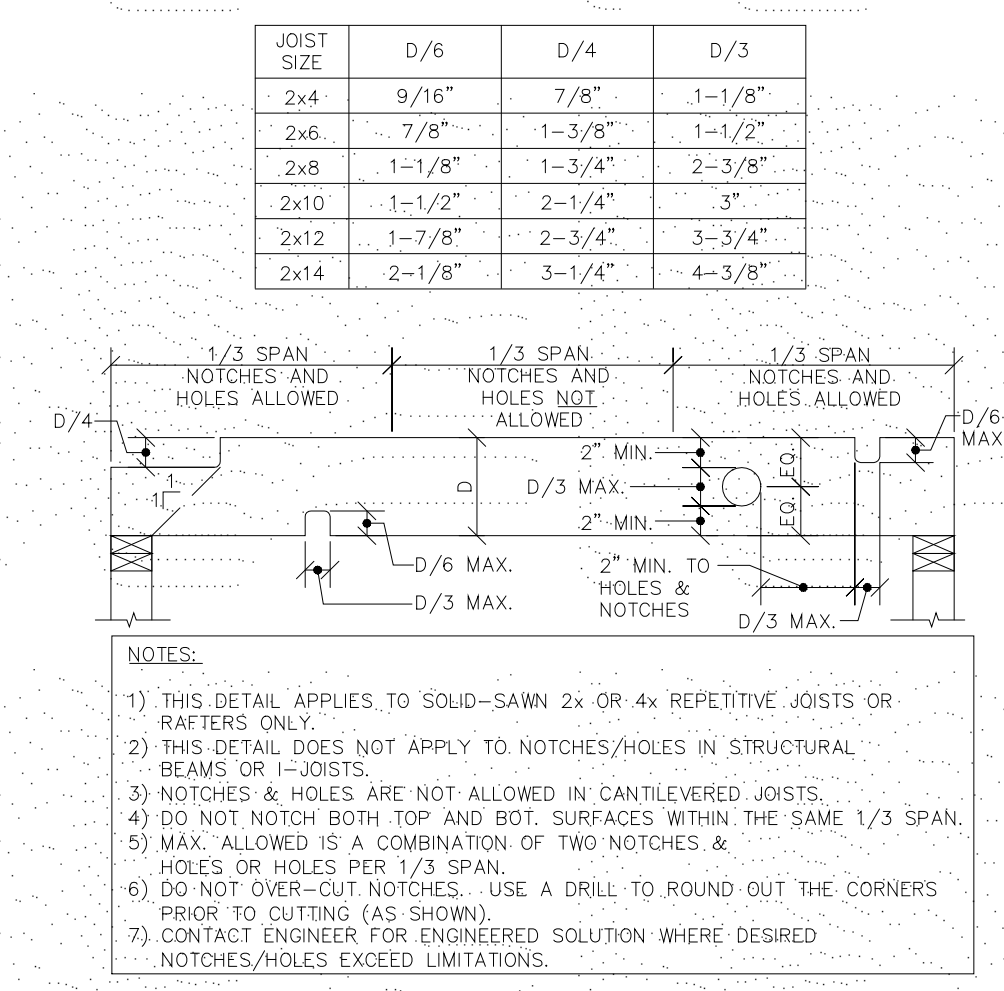 JOIST SIZE D/6 D/4 D/3
2x4 9/16" 7/8" 1-1/8"
2x6 7/8" 1-3/8" 1-1/2"
2x8 1-1/8" 1-3/4" 2-3/8"
2x10 1-1/2" 2-1/4" 3"
2x12 1-7/8" 2-3/4" 3-3/4"
2x14 2-1/8" 3-1/4" 4-3/8"
1/3 SPAN
NOTCHES AND
HOLES ALLOWED
1/3 SPAN
NOTCHES AND
HOLES NOT
ALLOWED
1/3 SPAN
NOTCHES AND
HOLES ALLOWED
D/4
D/6
MAX
1
1
D
2" MIN.
D/3 MAX.
2" MIN.
EQ.
EQ.
D/6 MAX.
D/3 MAX.
2" MIN. TO
HOLES &
NOTCHES
D/3 MAX.
NOTES:
1) THIS DETAIL APPLIES TO SOLID-SAWN 2x OR 4x REPETITIVE JOISTS OR
RAFTERS ONLY.
2) THIS DETAIL DOES NOT APPLY TO NOTCHES/HOLES IN STRUCTURAL
BEAMS OR I-JOISTS.
3) NOTCHES & HOLES ARE NOT ALLOWED IN CANTILEVERED JOISTS.
4) DO NOT NOTCH BOTH TOP AND BOT. SURFACES WITHIN THE SAME 1/3 SPAN.
5) MAX. ALLOWED IS A COMBINATION OF TWO NOTCHES &
HOLES OR HOLES PER 1/3 SPAN.
6) DO NOT OVER-CUT NOTCHES. USE A DRILL TO ROUND OUT THE CORNERS
PRIOR TO CUTTING (AS SHOWN).
7) CONTACT ENGINEER FOR ENGINEERED SOLUTION WHERE DESIRED
NOTCHES/HOLES EXCEED LIMITATIONS.